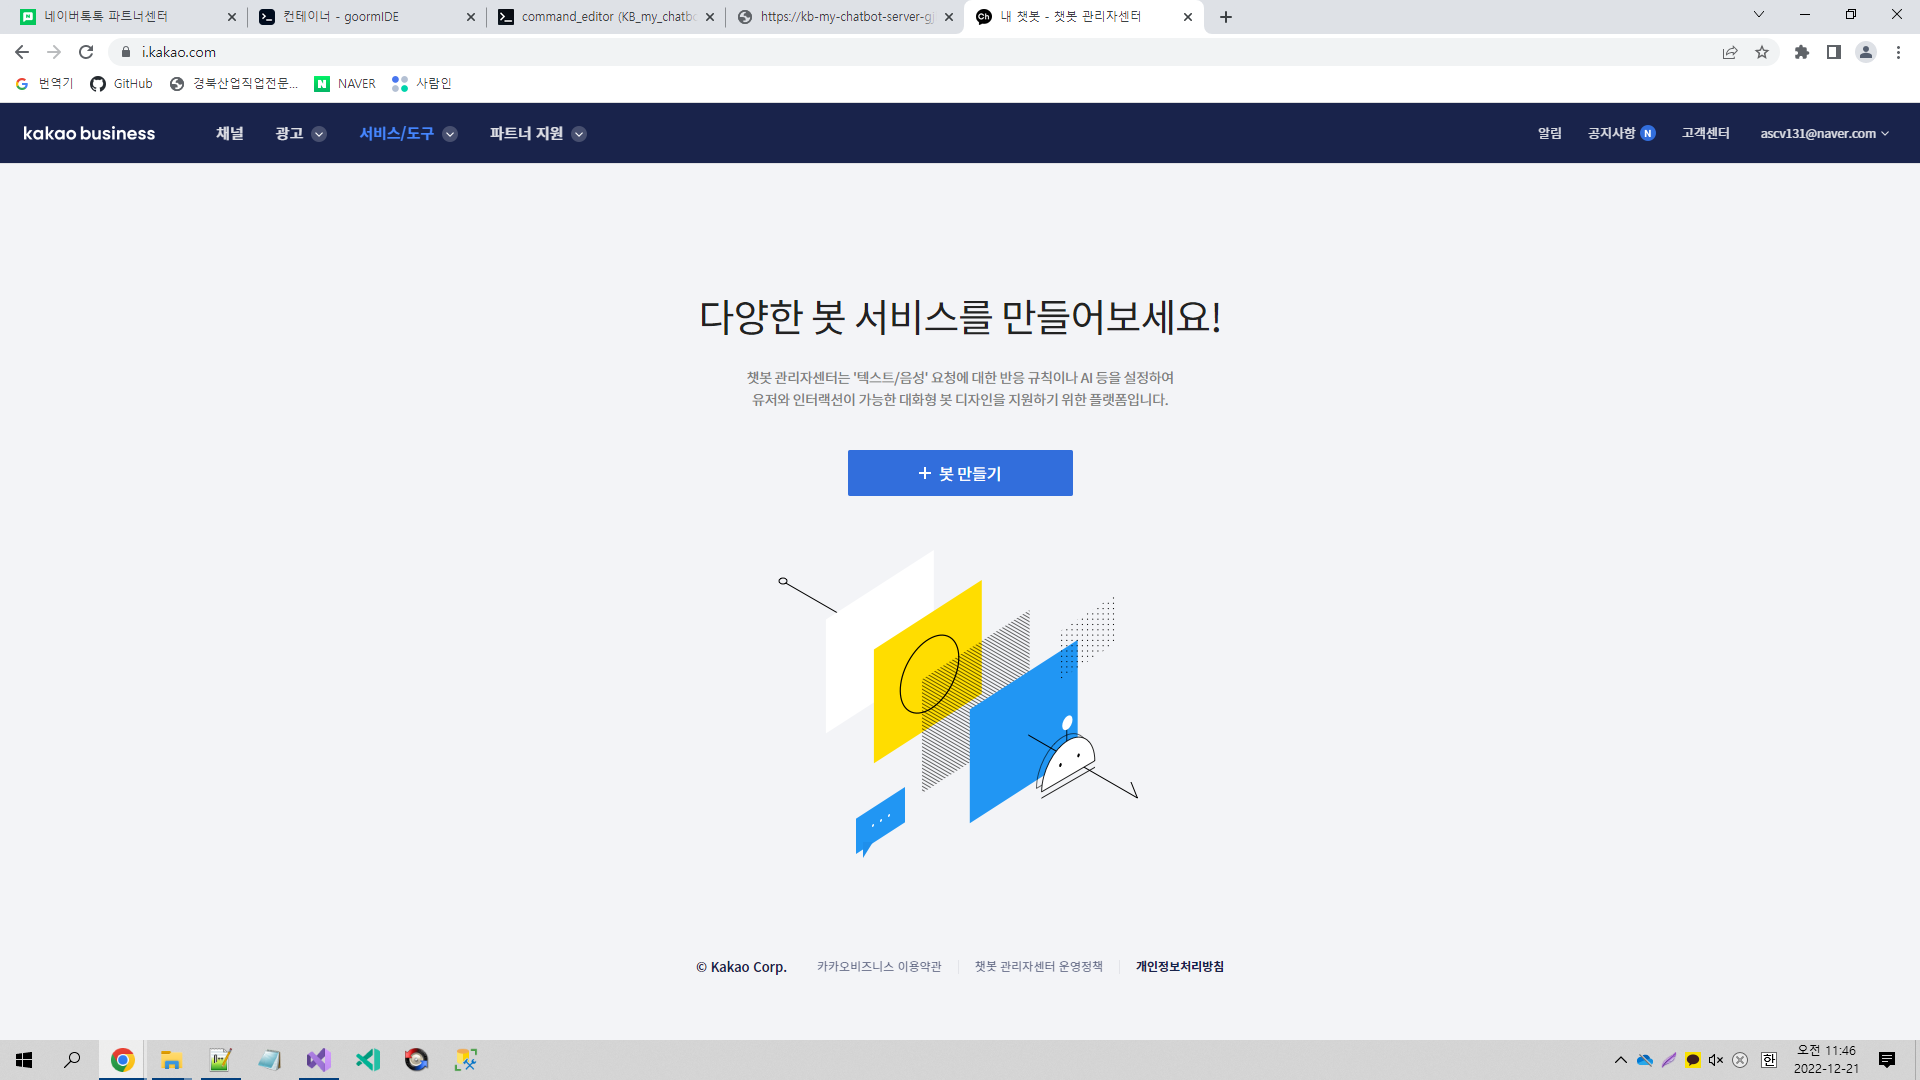 네이버톡톡 파트너센터
컨테이너 - goormIDE
command_editor (KB_my_chatbo
https://kb-my-chatbot-server-gj
Ch 내 챗봇 - 챗봇 관리자센터
i.kakao.com
G 번역기
GitHub
경북산업직업전문...
N NAVER
사람인
kakao business
채널
광고
서비스/도구
파트너 지원
알림
공지사항 N
고객센터
ascv131@naver.com
다양한 봇 서비스를 만들어보세요!
챗봇 관리자센터는 '텍스트/음성' 요청에 대한 반응 규칙이나 AI 등을 설정하여
유저와 인터랙션이 가능한 대화형 봇 디자인을 지원하기 위한 플랫폼입니다.
+ 봇 만들기
© Kakao Corp.
카카오비즈니스 이용약관
챗봇 관리자센터 운영정책
개인정보처리방침
한
오전 11:46
2022-12-21